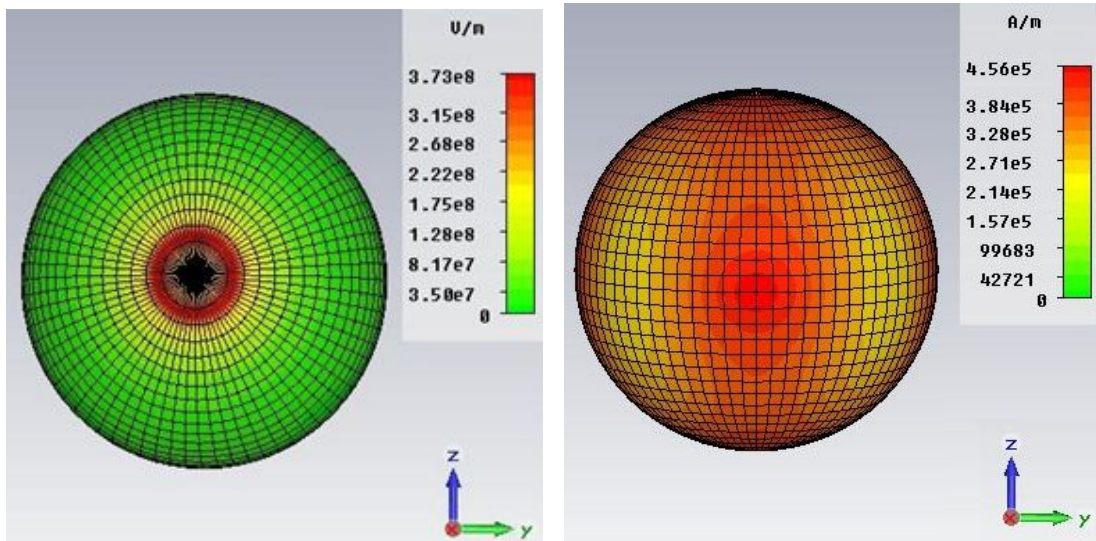 V/m
3.73e8
3.15e8
2.68e8
2.22e8
1.75e8
1.28e8
8.17e7
3.50e7
0
z
y
A/m
4.56e5
3.84e5
3.28e5
2.71e5
2.14e5
1.57e5
99683
42721
0
z
y